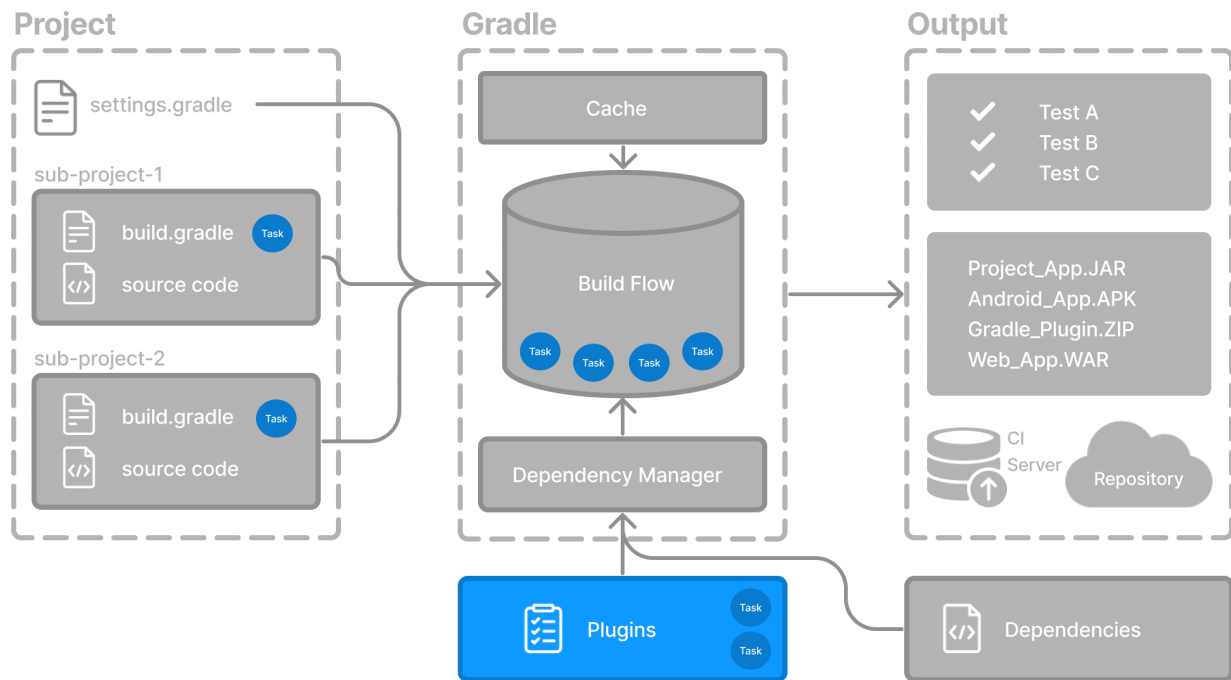 Project
settings.gradle
sub-project-1
build.gradle
Task
source code
sub-project-2
build.gradle
Task
source code
Gradle
Cache
Build Flow
Task
Task
Task
Task
Dependency Manager
Plugins
Task
Task
Output
Test A
Test B
Test C
Project_App.JAR
Android_App.APK
Gradle_Plugin.ZIP
Web_App.WAR
CI
Server
Repository
Dependencies